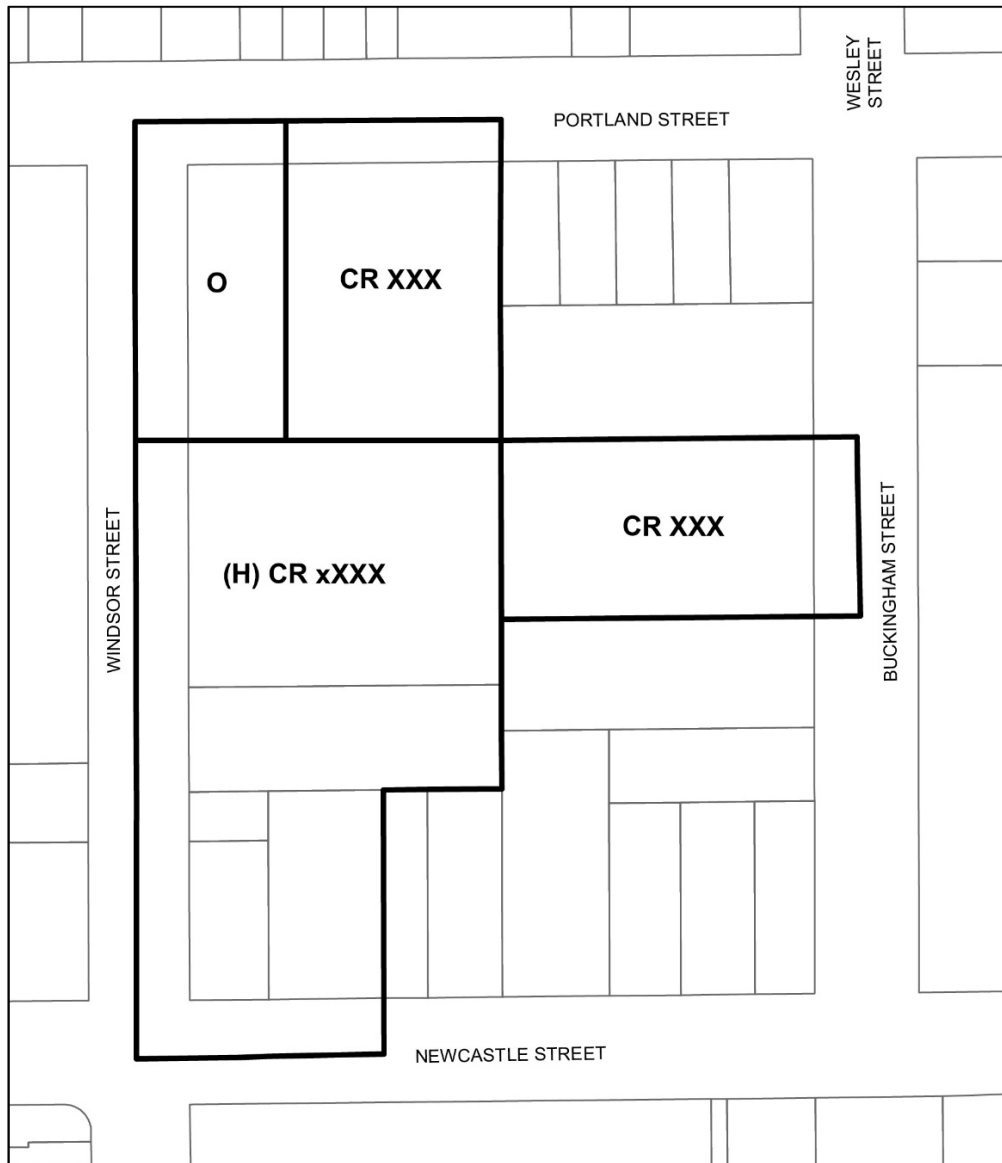 WESLEY
STREET
PORTLAND STREET
O
CR XXX
WINDSOR STREET
(H) CR xXXX
CR XXX
BUCKINGHAM STREET
NEWCASTLE STREET